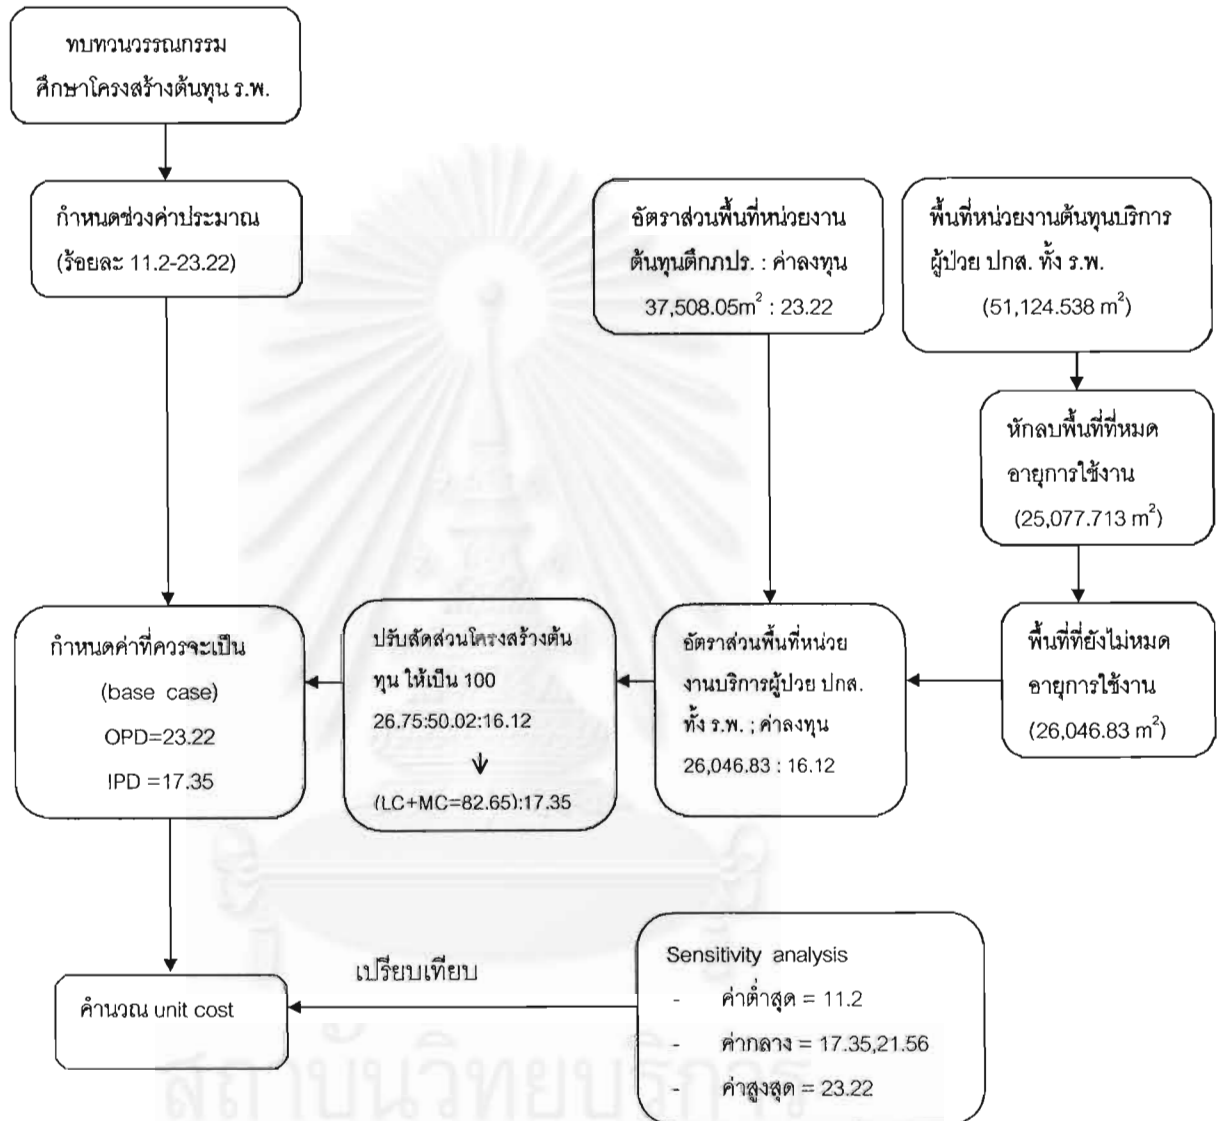 ทบทวนวรรณกรรม
ศึกษาโครงสร้างต้นทุน ร.พ.
กำหนดช่วงค่าประมาณ
(ร้อยละ 11.2-23.22)
อัตราส่วนพื้นที่หน่วยงาน
ต้นทุนตึกภปร. : ค่าลงทุน
37,508.05m² : 23.22
พื้นที่หน่วยงานต้นทุนบริการ
ผู้ป่วย ปกส. ทั้ง ร.พ.
(51,124.538 m²)
หักลบพื้นที่ที่หมด
อายุการใช้งาน
(25,077.713 m²)
กำหนดค่าที่ควรจะเป็น
(base case)
OPD=23.22
IPD =17.35
ปรับสัดส่วนโครงสร้างต้น
ทุน ให้เป็น 100
26.75:50.02:16.12
(LC+MC=82.65):17.35
อัตราส่วนพื้นที่หน่วย
งานบริการผู้ป่วย ปกส.
ทั้ง ร.พ. ; ค่าลงทุน
26,046.83 : 16.12
พื้นที่ที่ยังไม่หมด
อายุการใช้งาน
(26,046.83 m²)
คำนวณ unit cost
เปรียบเทียบ
Sensitivity analysis
- ค่าต่ำสุด = 11.2
- ค่ากลาง = 17.35,21.56
- ค่าสูงสุด = 23.22
สถาบันวิทยบริการ